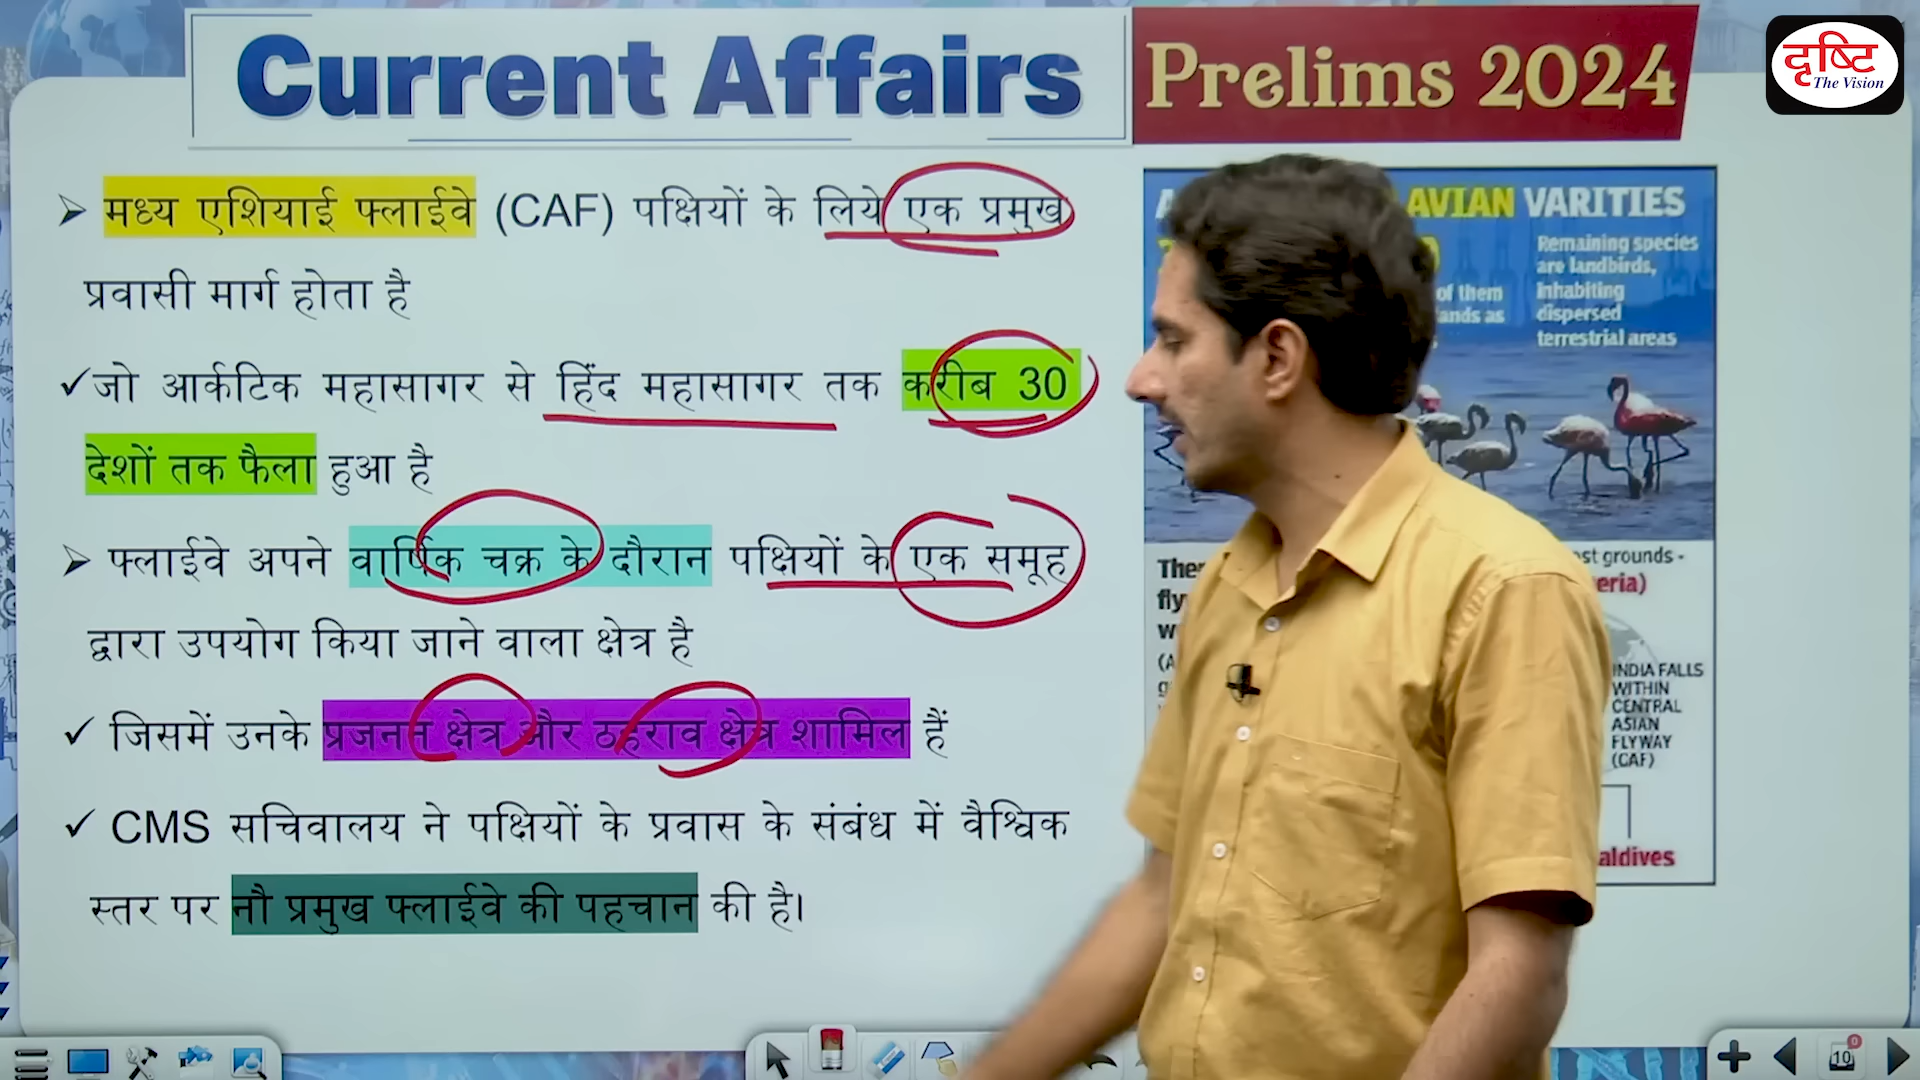 Current Affairs
Prelims 2024
दृष्टि
The Vision
मध्य एशियाई फ्लाईवे (CAF) पक्षियों के लिये एक प्रमुख
प्रवासी मार्ग होता है
जो आर्कटिक महासागर से हिंद महासागर तक करीब 30
देशों तक फैला हुआ है
फ्लाईवे अपने वार्षिक चक्र के दौरान पक्षियों के एक समूह
द्वारा उपयोग किया जाने वाला क्षेत्र है
जिसमें उनके प्रजनन क्षेत्र और ठहराव क्षेत्र शामिल हैं
CMS सचिवालय ने पक्षियों के प्रवास के संबंध में वैश्विक
स्तर पर नौ प्रमुख फ्लाईवे की पहचान की है।
AVIAN VARITIES
Remaining species
are landbirds,
inhabiting
dispersed
terrestrial areas
of them
as
grounds -
INDIA FALLS
WITHIN
CENTRAL
ASIAN
FLYWAY
(CAF)
10
0